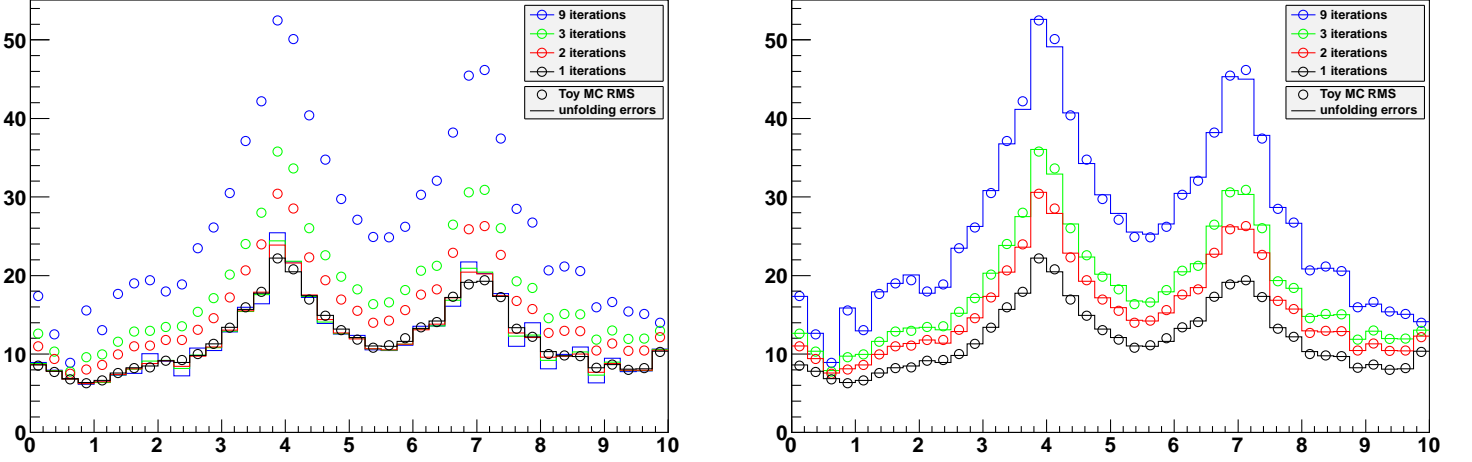 50
40
30
20
10
0
0 1 2 3 4 5 6 7 8 9 10
9 iterations
3 iterations
2 iterations
1 iterations
Toy MC RMS
unfolding errors
50
40
30
20
10
0
0 1 2 3 4 5 6 7 8 9 10
9 iterations
3 iterations
2 iterations
1 iterations
Toy MC RMS
unfolding errors